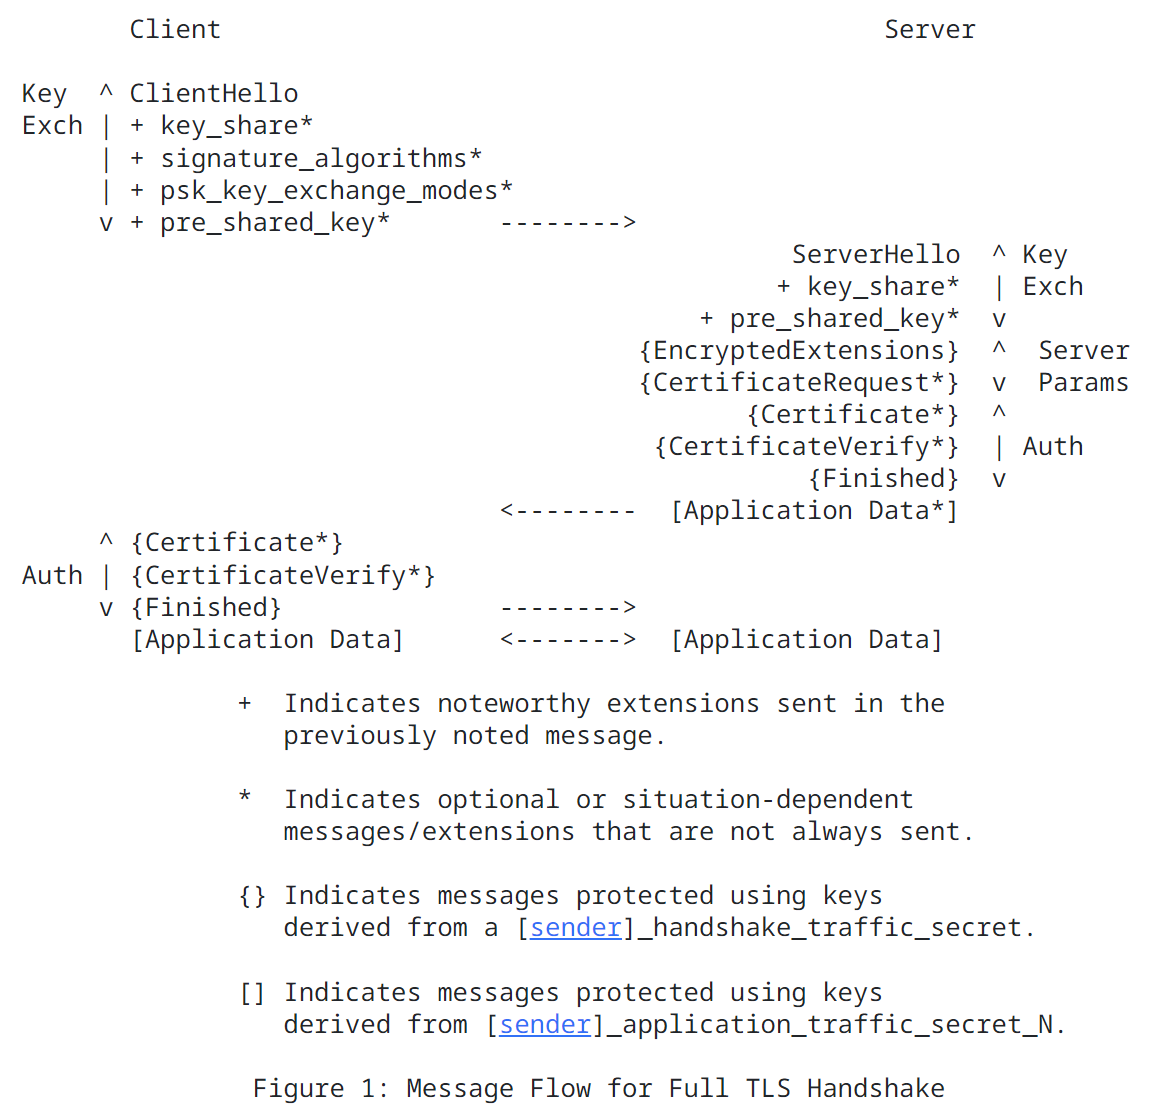 Client                                           Server

Key  ^ ClientHello
Exch | + key_share*
     | + signature_algorithms*
     | + psk_key_exchange_modes*
     v + pre_shared_key*       -------->
                                                  ServerHello  ^ Key
                                                 + key_share*  | Exch
                                            + pre_shared_key*  v
                                        {EncryptedExtensions}  ^  Server
                                        {CertificateRequest*}  v  Params
                                               {Certificate*}  ^
                                         {CertificateVerify*}  | Auth
                                                   {Finished}  v
                               <--------  [Application Data*]
     ^ {Certificate*}
Auth | {CertificateVerify*}
     v {Finished}              -------->
       [Application Data]      <------->  [Application Data]

              +  Indicates noteworthy extensions sent in the
                 previously noted message.

              *  Indicates optional or situation-dependent
                 messages/extensions that are not always sent.

              {} Indicates messages protected using keys
                 derived from a [sender]_handshake_traffic_secret.

              [] Indicates messages protected using keys
                 derived from [sender]_application_traffic_secret_N.

               Figure 1: Message Flow for Full TLS Handshake